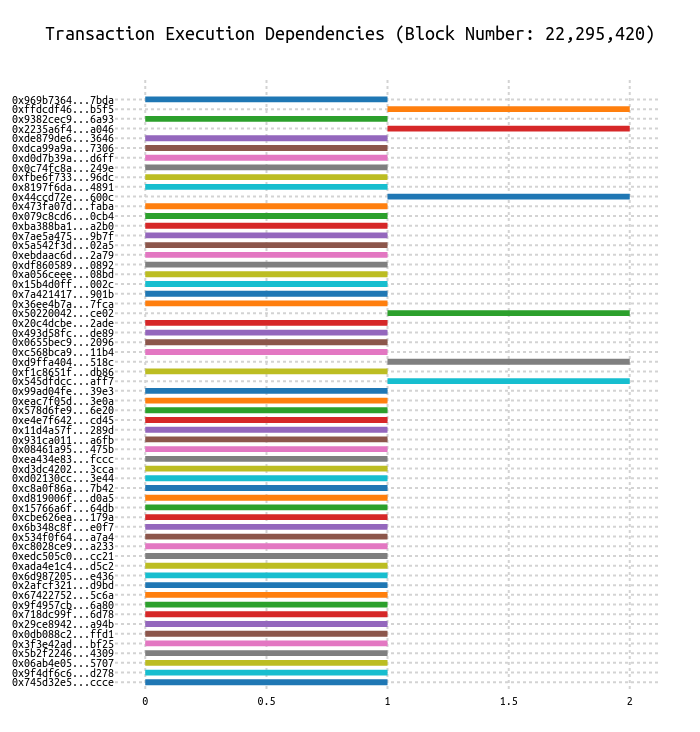 Transaction Execution Dependencies (Block Number: 22,295,420)
0x969b7364...7bda
0xffdcdf46...b5f5
0x9382cec9...6a93
0x2235a6f4...a046
0xde879de6...3646
0xdca99a9a...7306
0xd0d7b39a...d6ff
0x0c74fc8a...249e
0xfbe6f733...96dc
0x8197f6da...4891
0x44ccd72e...600c
0x473fa07d...faba
0x079c8cd6...0cb4
0xba388ba1...a2b0
0x7ae5a475...9b7f
0x5a542f3d...02a5
0xebdaac6d...2a79
0xdf860589...0892
0xa056ceee...08bd
0x15b4d0ff...002c
0x7a421417...901b
0x36ee4b7a...7fca
0x50220042...ce02
0x20c4dcbe...2ade
0x493d58fc...de89
0x0655bec9...2096
0xc568bca9...11b4
0xd9ffa404...518c
0xf1c8651f...db86
0x545dfdcc...aff7
0x99ad04fe...39e3
0xeac7f05d...3e0a
0x578d6fe9...6e20
0xe4e7f642...cd45
0x11d4a57f...289d
0x931ca011...a6fb
0x08461a95...475b
0xea434e83...fccc
0xd3dc4202...3cca
0xd02130cc...3e44
0xc8a0f86a...7b42
0xd819006f...d0a5
0x15766a6f...64db
0xcbe626ea...179a
0x6b348c8f...e0f7
0x534f0f64...a7a4
0xc8028ce9...a233
0xedc505c0...cc21
0xada4e1c4...d5c2
0x6d987205...e436
0x2afcf321...d9bd
0x67422752...5c6a
0x9f4957cb...6a80
0x718dc99f...6d78
0x29ce8942...a94b
0x0db088c2...ffd1
0x3f3e42ad...bf25
0x5b2f2246...4309
0x06ab4e05...5707
0x9f4df6c6...d278
0x745d32e5...ccce
0 0.5 1 1.5 2